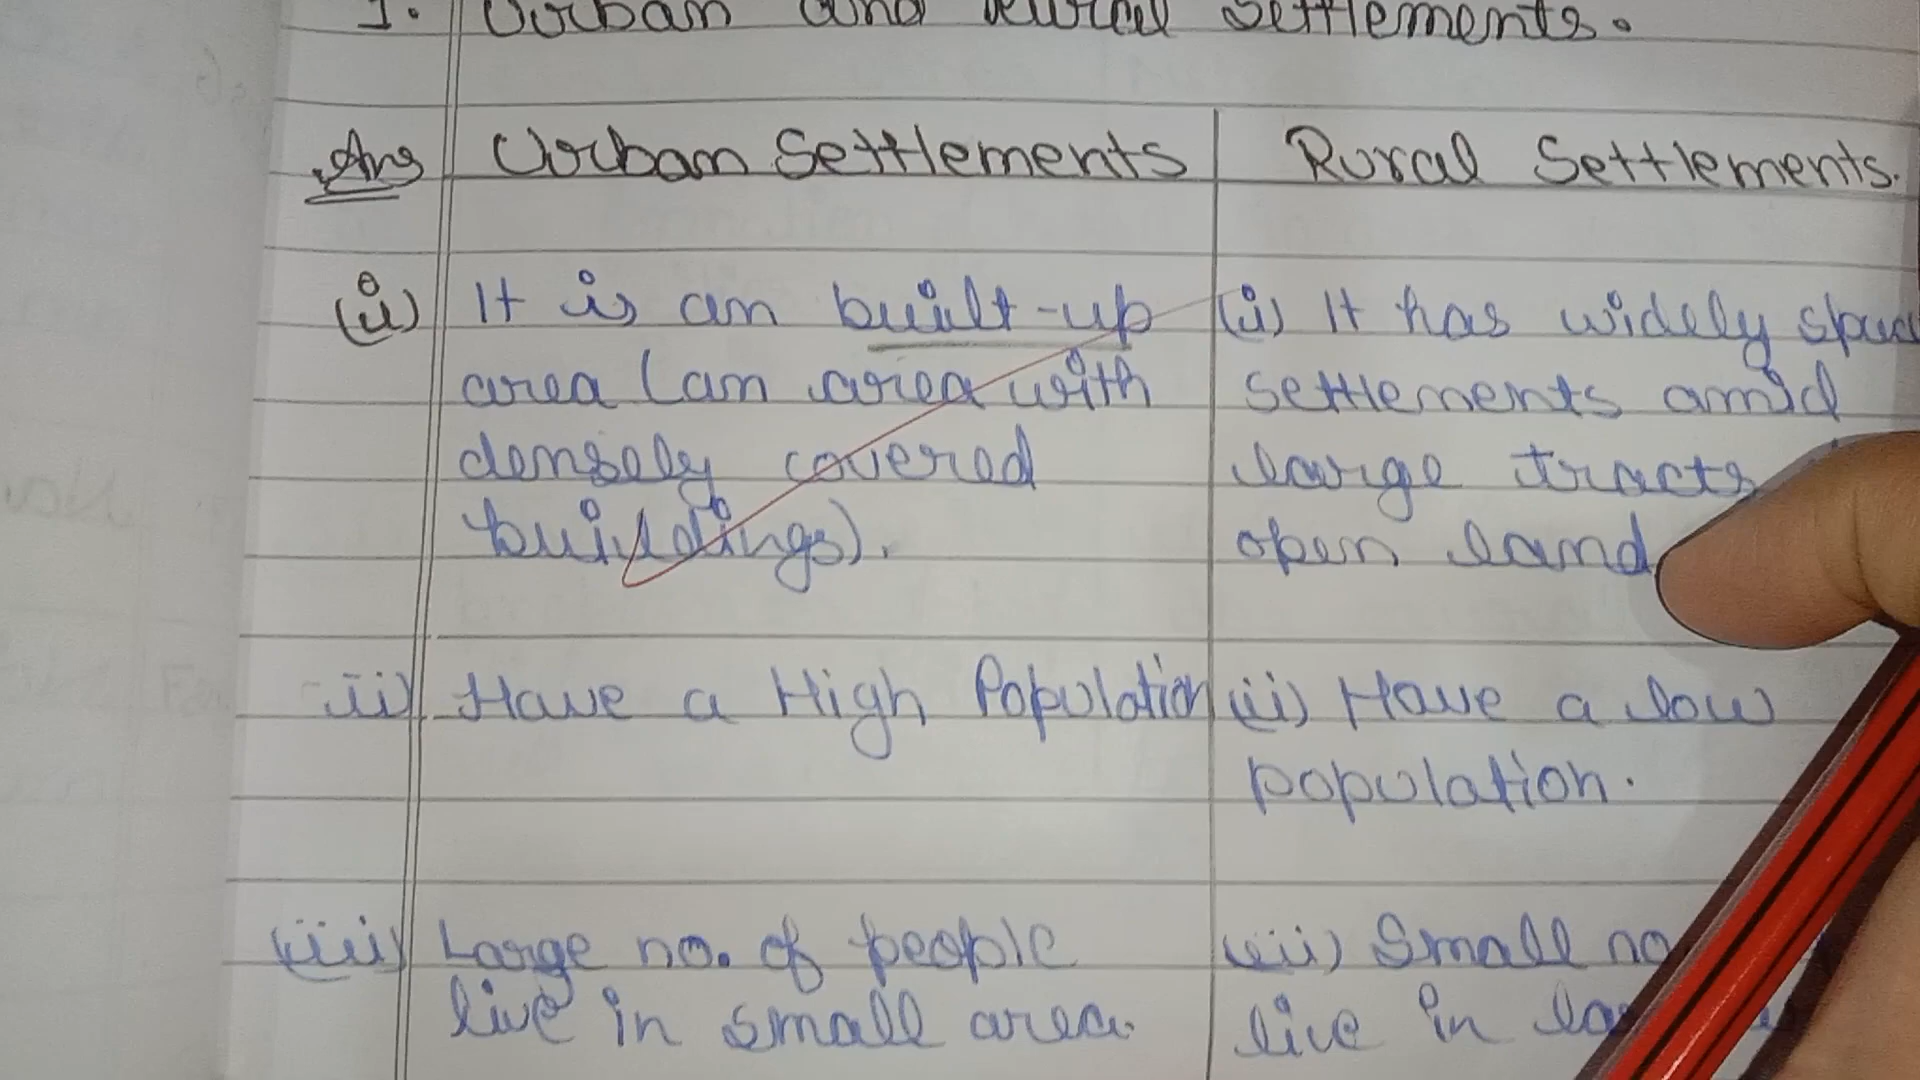 1. Urban and Rural Settlements.
Ans Urban Settlements Rural Settlements.
(i) It is an built-up
area (an area with
densely covered
buildings).
(i) It has widely
settlements amid
large tracts
open land
ii) Have a High Population
(ii) Have a low
population.
(iii) Large no. of people
live in small area.
(iii) Small no
live in